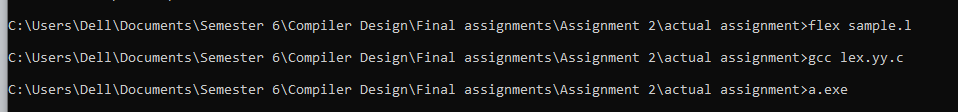 C:\Users\Dell\Documents\Semester 6\Compiler Design\Final assignments\Assignment 2\actual assignment>flex sample.l
C:\Users\Dell\Documents\Semester 6\Compiler Design\Final assignments\Assignment 2\actual assignment>gcc lex.yy.c
C:\Users\Dell\Documents\Semester 6\Compiler Design\Final assignments\Assignment 2\actual assignment>a.exe